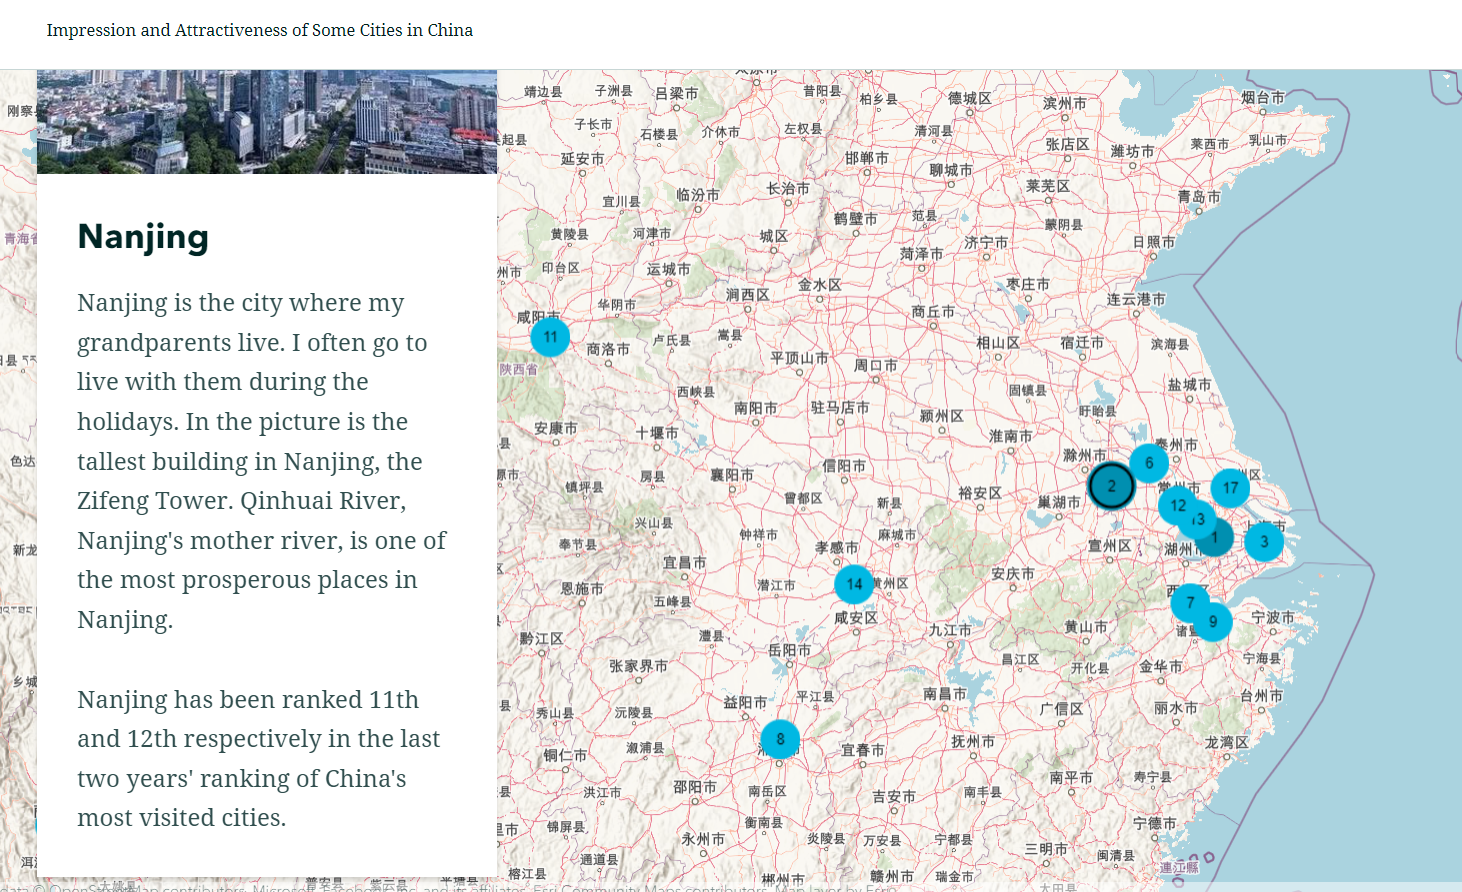 Impression and Attractiveness of Some Cities in China
Nanjing
Nanjing is the city where my
grandparents live. I often go to
live with them during the
holidays. In the picture is the
tallest building in Nanjing, the
Zifeng Tower. Qinhuai River,
Nanjing's mother river, is one of
the most prosperous places in
Nanjing.
Nanjing has been ranked 11th
and 12th respectively in the last
two years' ranking of China's
most visited cities.
靖边县
子洲县
吕梁市
昔阳县
柏乡县
德城区
滨州市
烟台市
刚察
子长市
石楼县
介休市
左权县
清河县
张店区
潍坊市
莱西市
乳山市
起县
延安市
邯郸市
聊城市
宜川县
临汾市
长治市
莱芜区
青岛市
青海省
黄陵县
河津市
城区
鹤壁市
范县
济宁市
蒙阴县
日照市
州市
印台区
运城市
菏泽市
华阴市
涧西区
金水区
枣庄市
连云港市
咸阳市
商丘市
11
商洛市
卢氏县
嵩县
平顶山市
周口市
相山区
宿迁市
滨海县
陕西省
西峡县
固镇县
盐城市
南阳市
驻马店市
颍州区
盱眙县
安康市
十堰市
淮南市
泰州市
色达
房县
襄阳市
信阳市
滁州市
6
镇坪县
曾都区
新县
裕安区
巢湖市
2
常州市
17
12
兴山县
钟祥市
麻城市
13
新龙
奉节县
宜昌市
孝感市
宣州区
湖州市
1
上海市
3
恩施市
潜江市
14
黄州区
安庆市
五峰县
咸安区
7
9
宁波市
黔江区
澧县
岳阳市
九江市
黄山市
张家界市
昌江区
开化县
金华市
宁海县
乡城
益阳市
平江县
南昌市
台州市
秀山县
沅陵县
广信区
丽水市
铜仁市
溆浦县
8
宜春市
抚州市
龙湾区
洪江市
邵阳市
南岳区
吉安市
南丰县
南平市
寿宁县
锦屏县
衡南县
永州市
炎陵县
万安县
宁都县
宁德市
通道县
三明市
闽清县
榕江县
郴州市
赣州市
瑞金市
連江縣